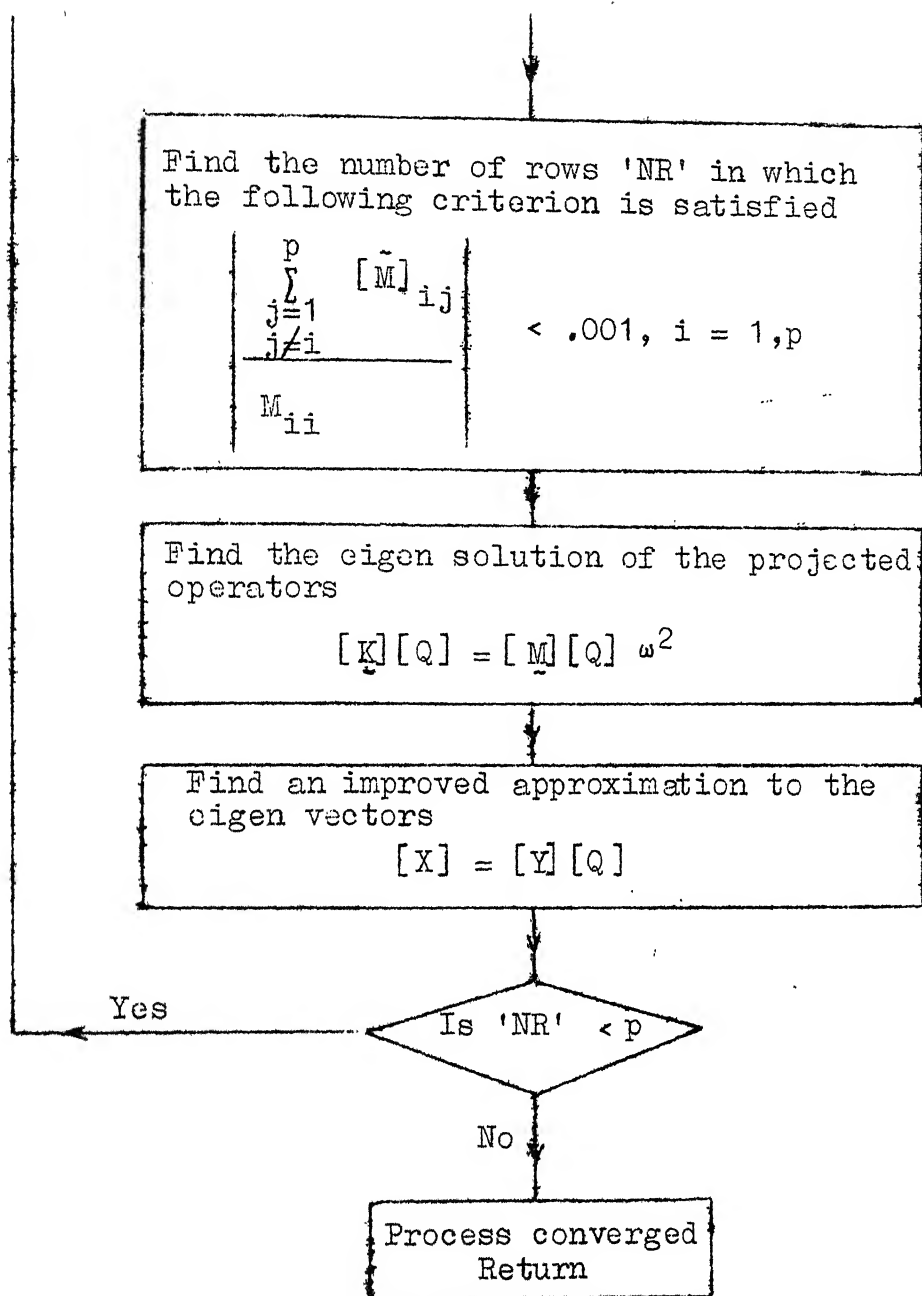 Find the number of rows 'NR' in which
the following criterion is satisfied
p
∑ [M̃]ij
j=1
j≠i
< .001, i = 1,p
Mii
Find the eigen solution of the projected
operators
[K̰][Q] = [M̰][Q] ω²
Find an improved approximation to the
eigen vectors
[X] = [Y][Q]
Yes
Is 'NR' < p
No
Process converged
Return